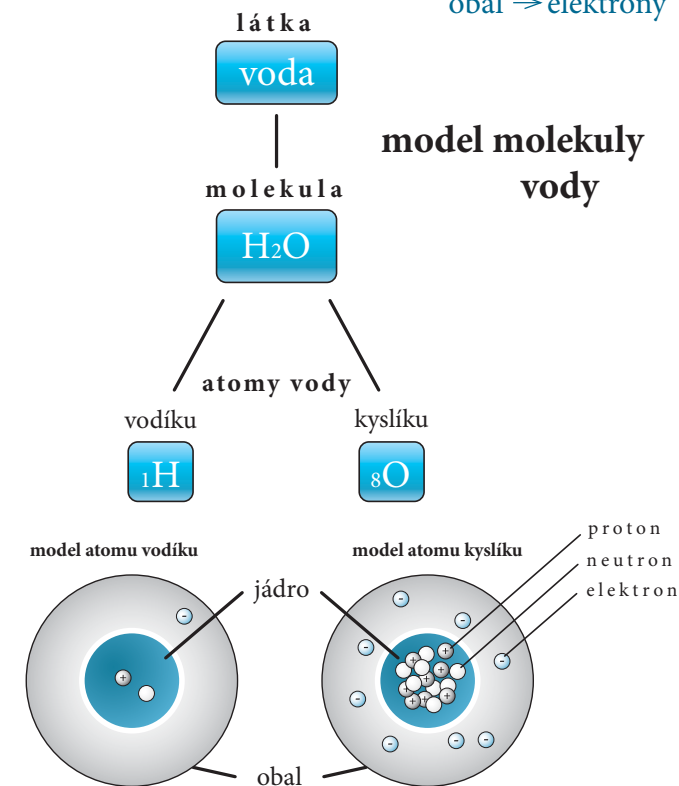 obal → elektrony
látka
voda
model molekuly
vody
molekula
H2O
atomy vody
vodíku
kyslíku
1H
8O
model atomu vodíku
model atomu kyslíku
proton
neutron
elektron
jádro
obal